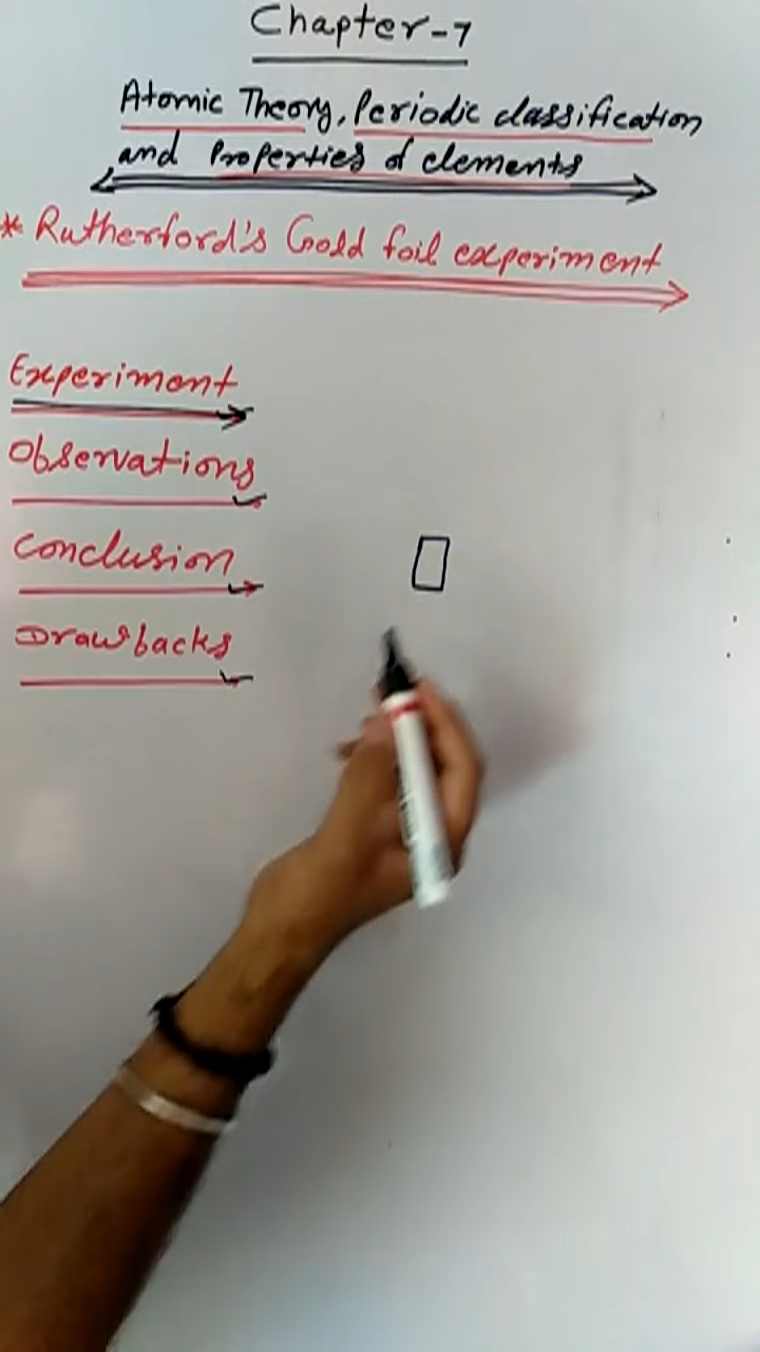 Chapter-7
Atomic Theory, Periodic classification
and Properties of elements
* Rutherford's Gold foil experiment
Experiment
Observations
Conclusion
Drawbacks